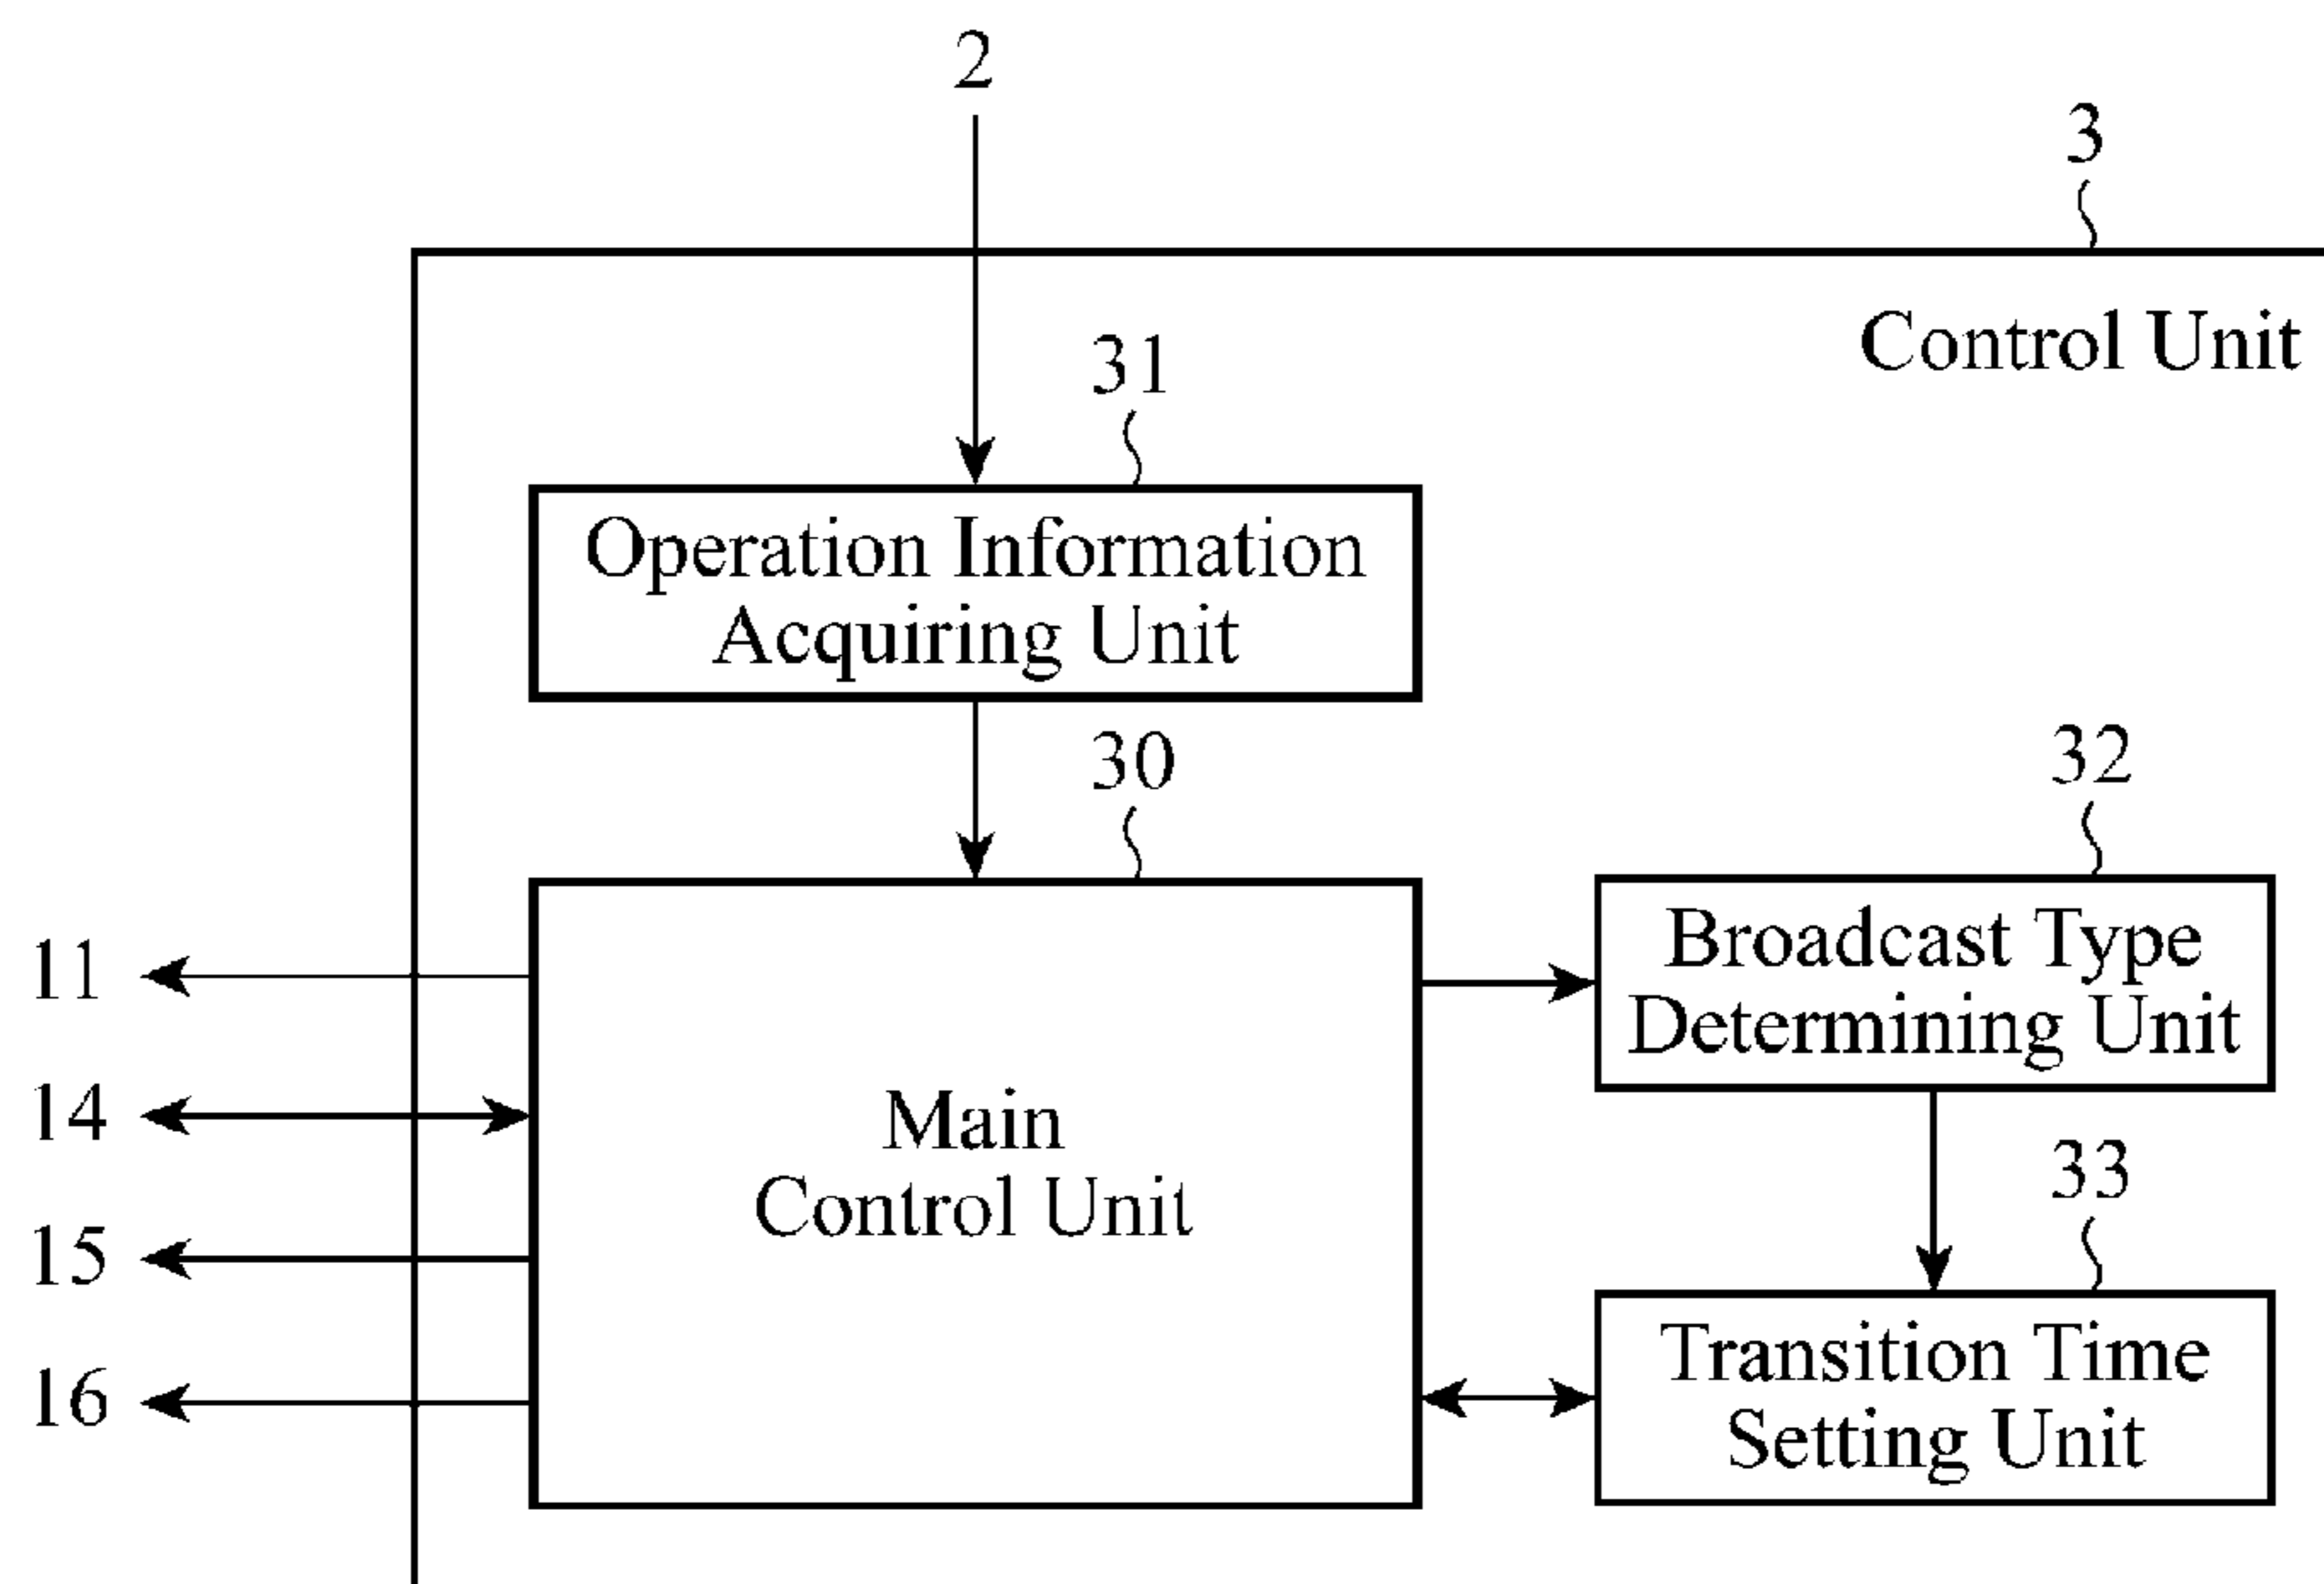 2
3
Control Unit
31
Operation Information
Acquiring Unit
30
32
11
14
15
16
Main
Control Unit
Broadcast Type
Determining Unit
33
Transition Time
Setting Unit